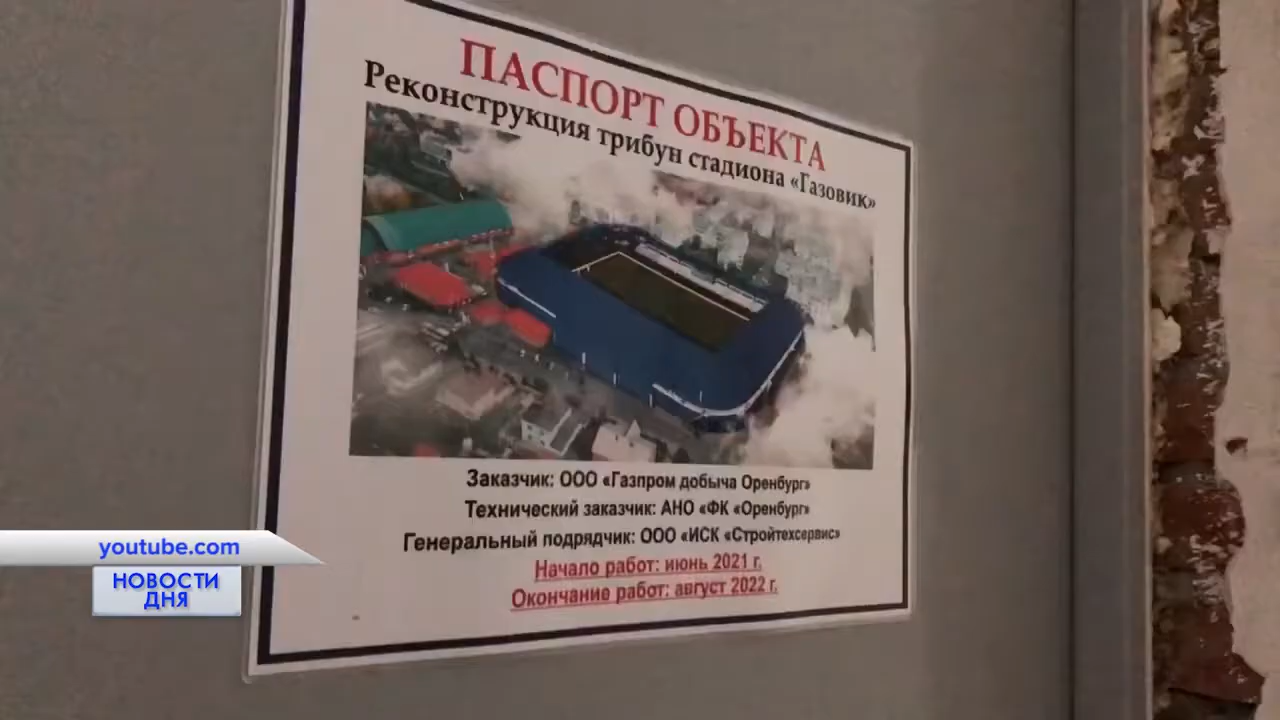 ПАСПОРТ ОБЪЕКТА
Реконструкция трибун стадиона «Газовик»
Заказчик: ООО «Газпром добыча Оренбург»
Технический заказчик: АНО «ФК «Оренбург»
Генеральный подрядчик: ООО «ИСК «Стройтехсервис»
Начало работ: июнь 2021 г.
Окончание работ: август 2022 г.
youtube.com
НОВОСТИ
ДНЯ